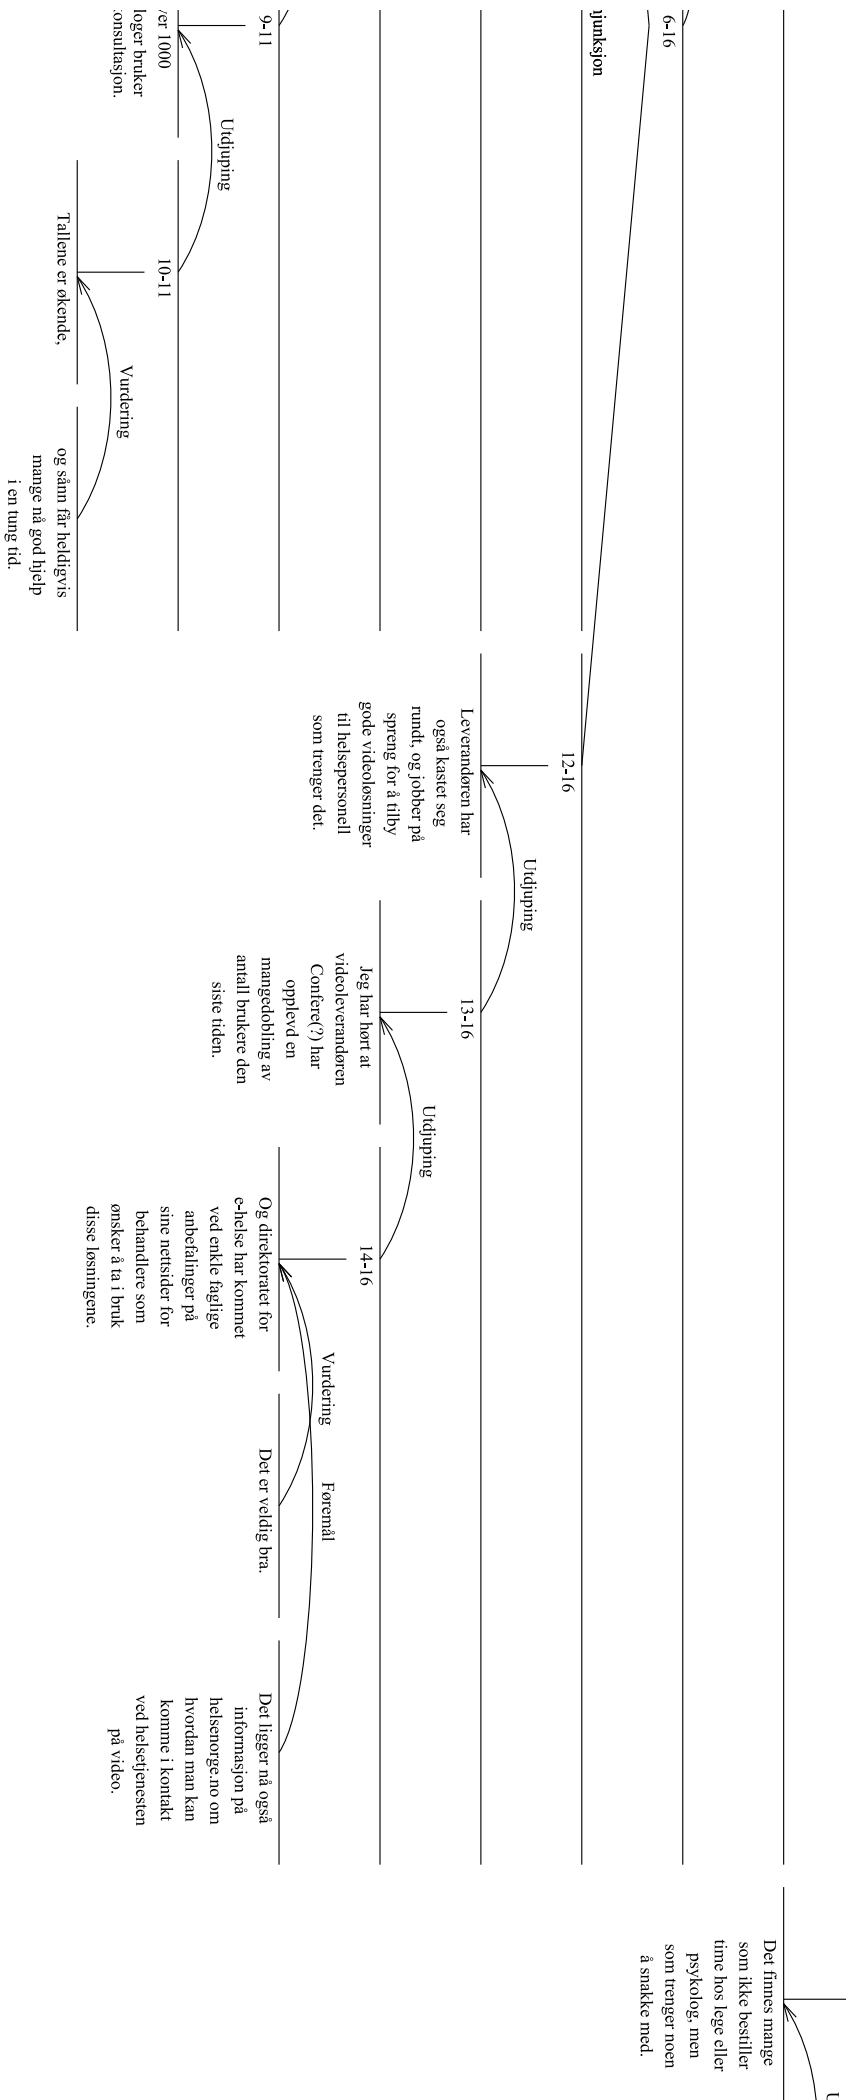 6-16
njunksjon
9-11
er 1000
loger bruker
onsultasjon.
Utdjuping
10-11
Tallene er økende,
Vurdering
og sånn får heldigvis
mange nå god hjelp
i en tung tid.
12-16
Leverandøren har
også kastet seg
rundt, og jobber på
spreng for å tilby
gode videoløsninger
til helsepersonell
som trenger det.
Utdjuping
13-16
Jeg har hørt at
videoleverandøren
Confere(?) har
opplevd en
mangedobling av
antall brukere den
siste tiden.
Utdjuping
14-16
Og direktoratet for
e-helse har kommet
ved enkle faglige
anbefalinger på
sine nettsider for
behandlere som
ønsker å ta i bruk
disse løsningene.
Vurdering
Det er veldig bra.
Føremål
Det ligger nå også
informasjon på
helsenorge.no om
hvordan man kan
komme i kontakt
ved helsetjenesten
på video.
Det finnes mange
som ikke bestiller
time hos lege eller
psykolog, men
som trenger noen
å snakke med.
U